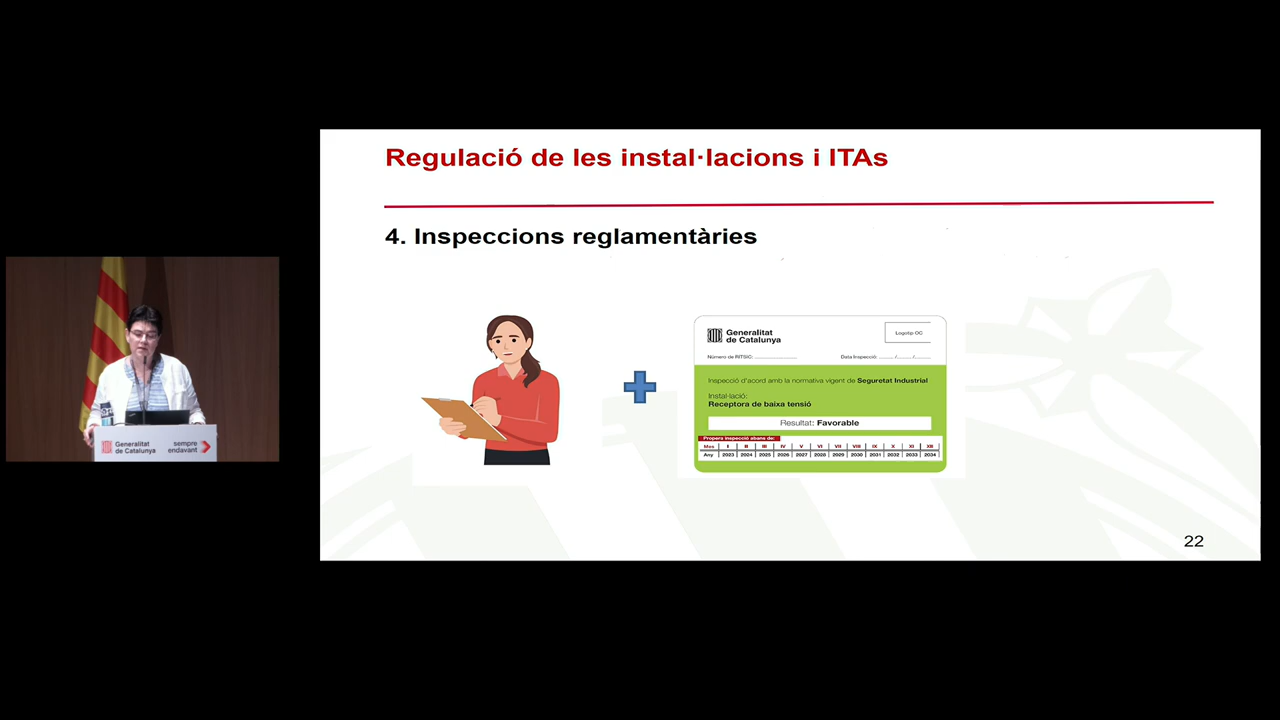 Regulació de les instal·lacions i ITAs
4. Inspeccions reglamentàries
Generalitat
de Catalunya
Logotip OC
Número de RITSIC:
Data Inspecció: ....... /......./.......
Inspecció d'acord amb la normativa vigent de Seguretat Industrial
Instal·lació:
Receptora de baixa tensió
Resultat: Favorable
Propera inspecció abans de:
Mes I II III IV V VI VII VIII IX X XI XII
Any 2023 2024 2025 2026 2027 2028 2029 2030 2031 2032 2033 2034
22
Generalitat
de Catalunya
sempre
endavant